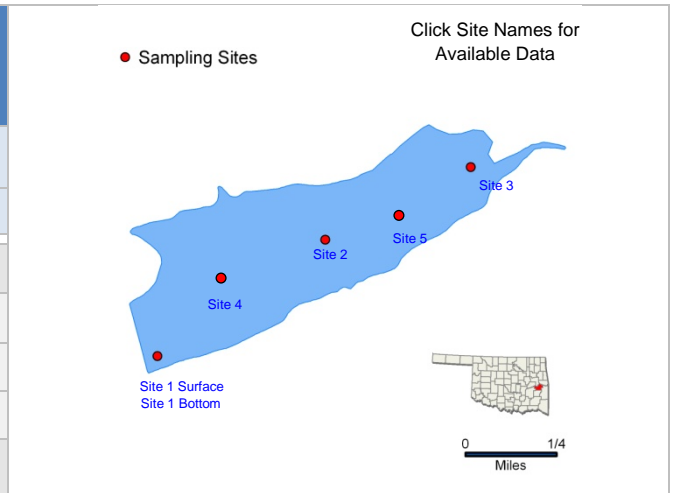 Click Site Names for
Available Data
Sampling Sites
Site 3
Site 5
Site 2
Site 4
Site 1 Surface
Site 1 Bottom
0 1/4
Miles